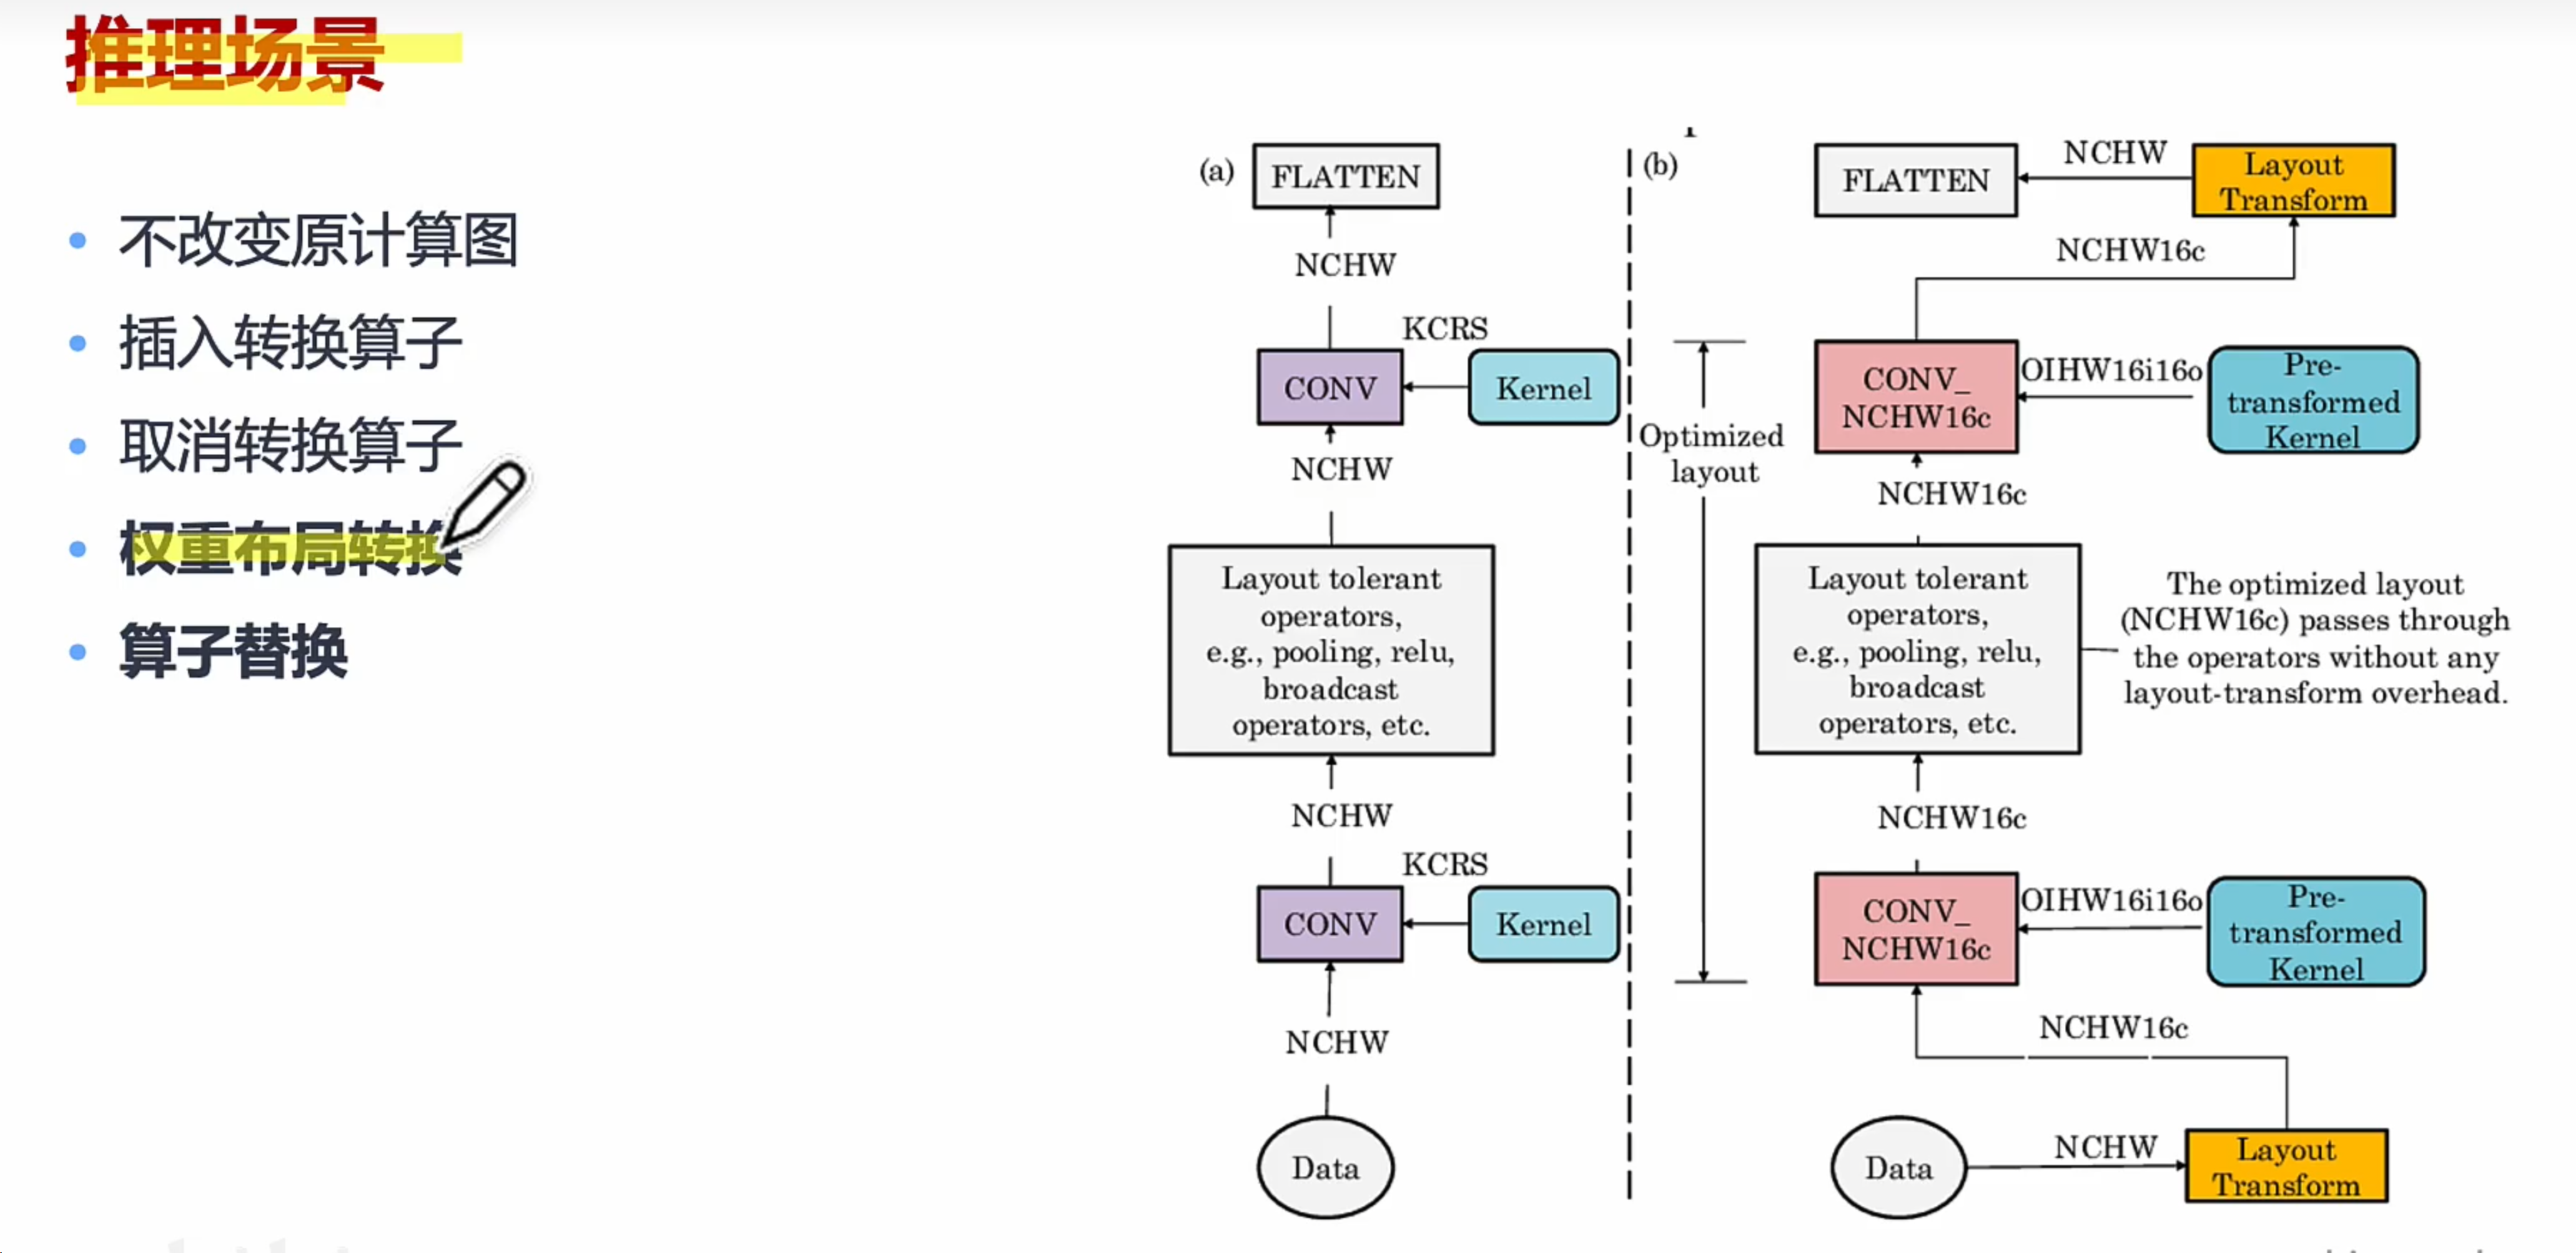 推理场景
不改变原计算图
插入转换算子
取消转换算子
权重布局转换
算子替换
(a)
FLATTEN
NCHW
KCRS
CONV
Kernel
NCHW
Layout tolerant
operators,
e.g., pooling, relu,
broadcast
operators, etc.
NCHW
KCRS
CONV
Kernel
NCHW
Data
(b)
FLATTEN
NCHW
Layout
Transform
NCHW16c
Optimized
layout
CONV_
NCHW16c
OIHW16i16o
Pre-
transformed
Kernel
NCHW16c
Layout tolerant
operators,
e.g., pooling, relu,
broadcast
operators, etc.
The optimized layout
(NCHW16c) passes through
the operators without any
layout-transform overhead.
NCHW16c
CONV_
NCHW16c
OIHW16i16o
Pre-
transformed
Kernel
NCHW16c
Data
NCHW
Layout
Transform